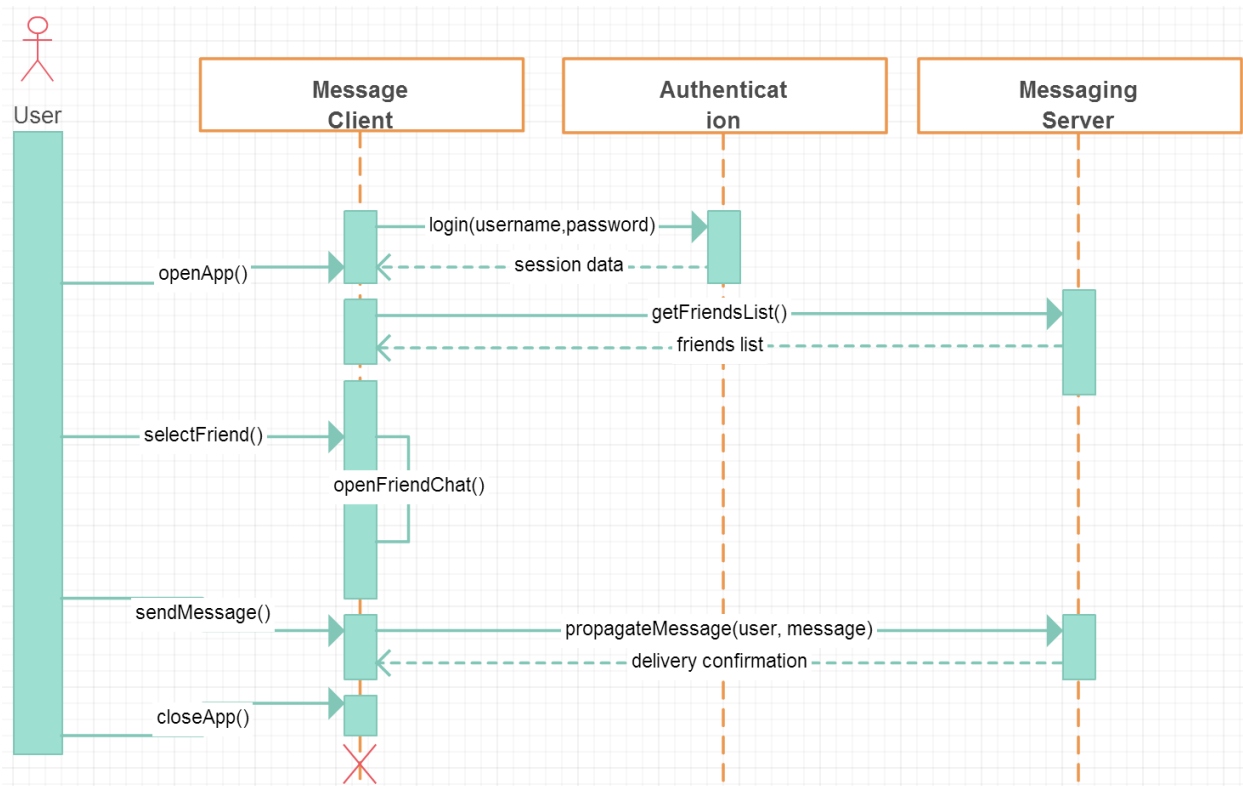 User
Message
Client
Authenticat
ion
Messaging
Server
login(username,password)
session data
openApp()
getFriendsList()
friends list
selectFriend()
openFriendChat()
sendMessage()
propagateMessage(user, message)
delivery confirmation
closeApp()